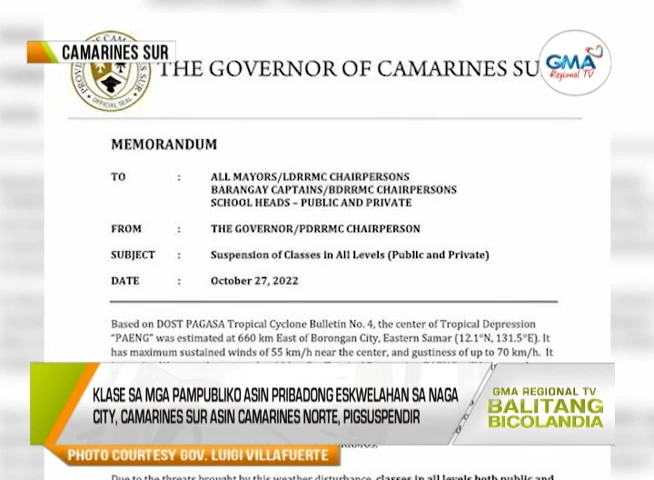 CAMARINES SUR
THE GOVERNOR OF CAMARINES SU
OFFICIAL SEAL
GMA
Regional TV
MEMORANDUM
TO : ALL MAYORS/LDRRMC CHAIRPERSONS
BARANGAY CAPTAINS/BDRRMC CHAIRPERSONS
SCHOOL HEADS – PUBLIC AND PRIVATE
FROM : THE GOVERNOR/PDRRMC CHAIRPERSON
SUBJECT : Suspension of Classes in All Levels (Public and Private)
DATE : October 27, 2022
Based on DOST PAGASA Tropical Cyclone Bulletin No. 4, the center of Tropical Depression
"PAENG" was estimated at 660 km East of Borongan City, Eastern Samar (12.1°N, 131.5°E). It
has maximum sustained winds of 55 km/h near the center, and gustiness of up to 70 km/h. It
KLASE SA MGA PAMPUBLIKO ASIN PRIBADONG ESKWELAHAN SA NAGA
CITY, CAMARINES SUR ASIN CAMARINES NORTE, PIGSUSPENDIR
GMA REGIONAL TV
BALITANG
BICOLANDIA
PHOTO COURTESY GOV. LUIGI VILLAFUERTE
Due to the threats brought by this weather disturbance, classes in all levels both public and